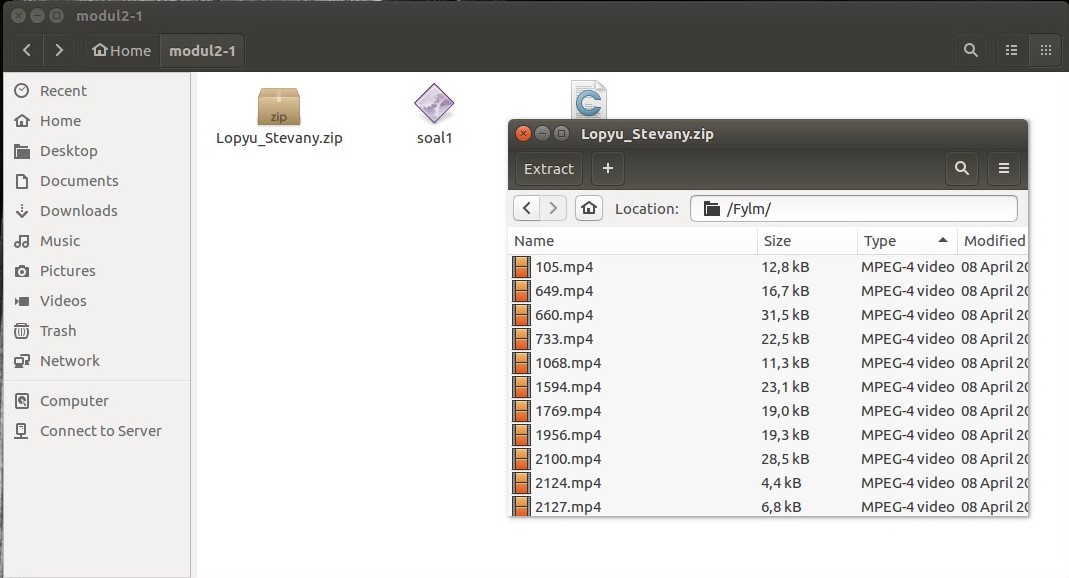 modul2-1
Home modul2-1
Recent
Home
Desktop
Documents
Downloads
Music
Pictures
Videos
Trash
Network
Computer
Connect to Server
zip
Lopyu_Stevany.zip
soal1
C
Lopyu_Stevany.zip
Extract +
Location: /Fylm/
Name Size Type Modified
105.mp4 12,8 kB MPEG-4 video 08 April 20
649.mp4 16,7 kB MPEG-4 video 08 April 20
660.mp4 31,5 kB MPEG-4 video 08 April 20
733.mp4 22,5 kB MPEG-4 video 08 April 20
1068.mp4 11,3 kB MPEG-4 video 08 April 20
1594.mp4 23,1 kB MPEG-4 video 08 April 20
1769.mp4 19,0 kB MPEG-4 video 08 April 20
1956.mp4 19,3 kB MPEG-4 video 08 April 20
2100.mp4 28,5 kB MPEG-4 video 08 April 20
2124.mp4 4,4 kB MPEG-4 video 08 April 20
2127.mp4 6,8 kB MPEG-4 video 08 April 20